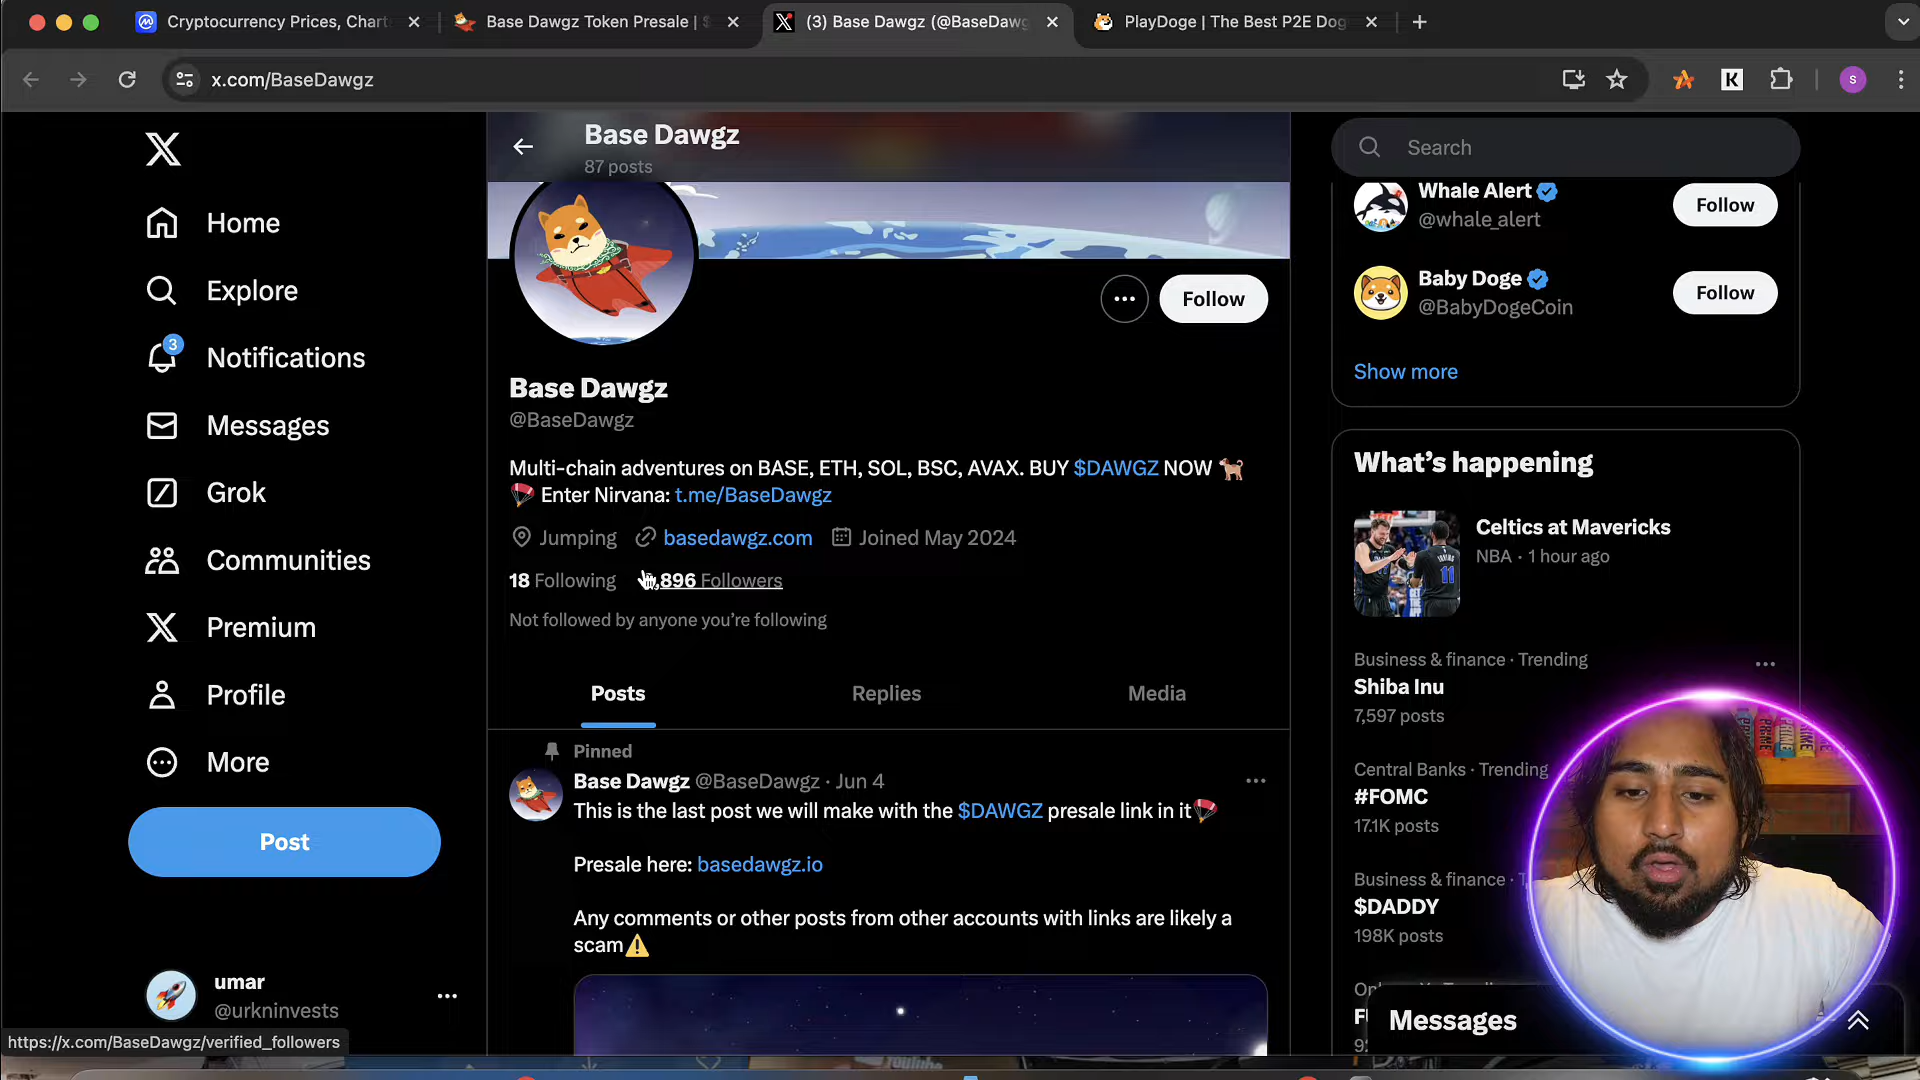 Cryptocurrency Prices, Chart
Base Dawgz Token Presale | $
(3) Base Dawgz (@BaseDawg
PlayDoge | The Best P2E Dog
x.com/BaseDawgz
K
S
Base Dawgz
87 posts
Search
Home
Explore
3
Notifications
Messages
Grok
Communities
Premium
Profile
More
Post
umar
@urkninvests
https://x.com/BaseDawgz/verified_followers
Follow
Base Dawgz
@BaseDawgz
Multi-chain adventures on BASE, ETH, SOL, BSC, AVAX. BUY $DAWGZ NOW 🐕
🪂 Enter Nirvana: t.me/BaseDawgz
Jumping basedawgz.com Joined May 2024
18 Following 896 Followers
Not followed by anyone you're following
Posts Replies Media
Pinned
Base Dawgz @BaseDawgz · Jun 4
This is the last post we will make with the $DAWGZ presale link in it🪂
Presale here: basedawgz.io
Any comments or other posts from other accounts with links are likely a
scam⚠️
Whale Alert
@whale_alert
Follow
Baby Doge
@BabyDogeCoin
Follow
Show more
What's happening
Celtics at Mavericks
NBA · 1 hour ago
11
Business & finance · Trending
Shiba Inu
7,597 posts
Central Banks · Trending
#FOMC
17.1K posts
Business & finance ·
$DADDY
198K posts
Messages
PRIME
PRIME
YouTube